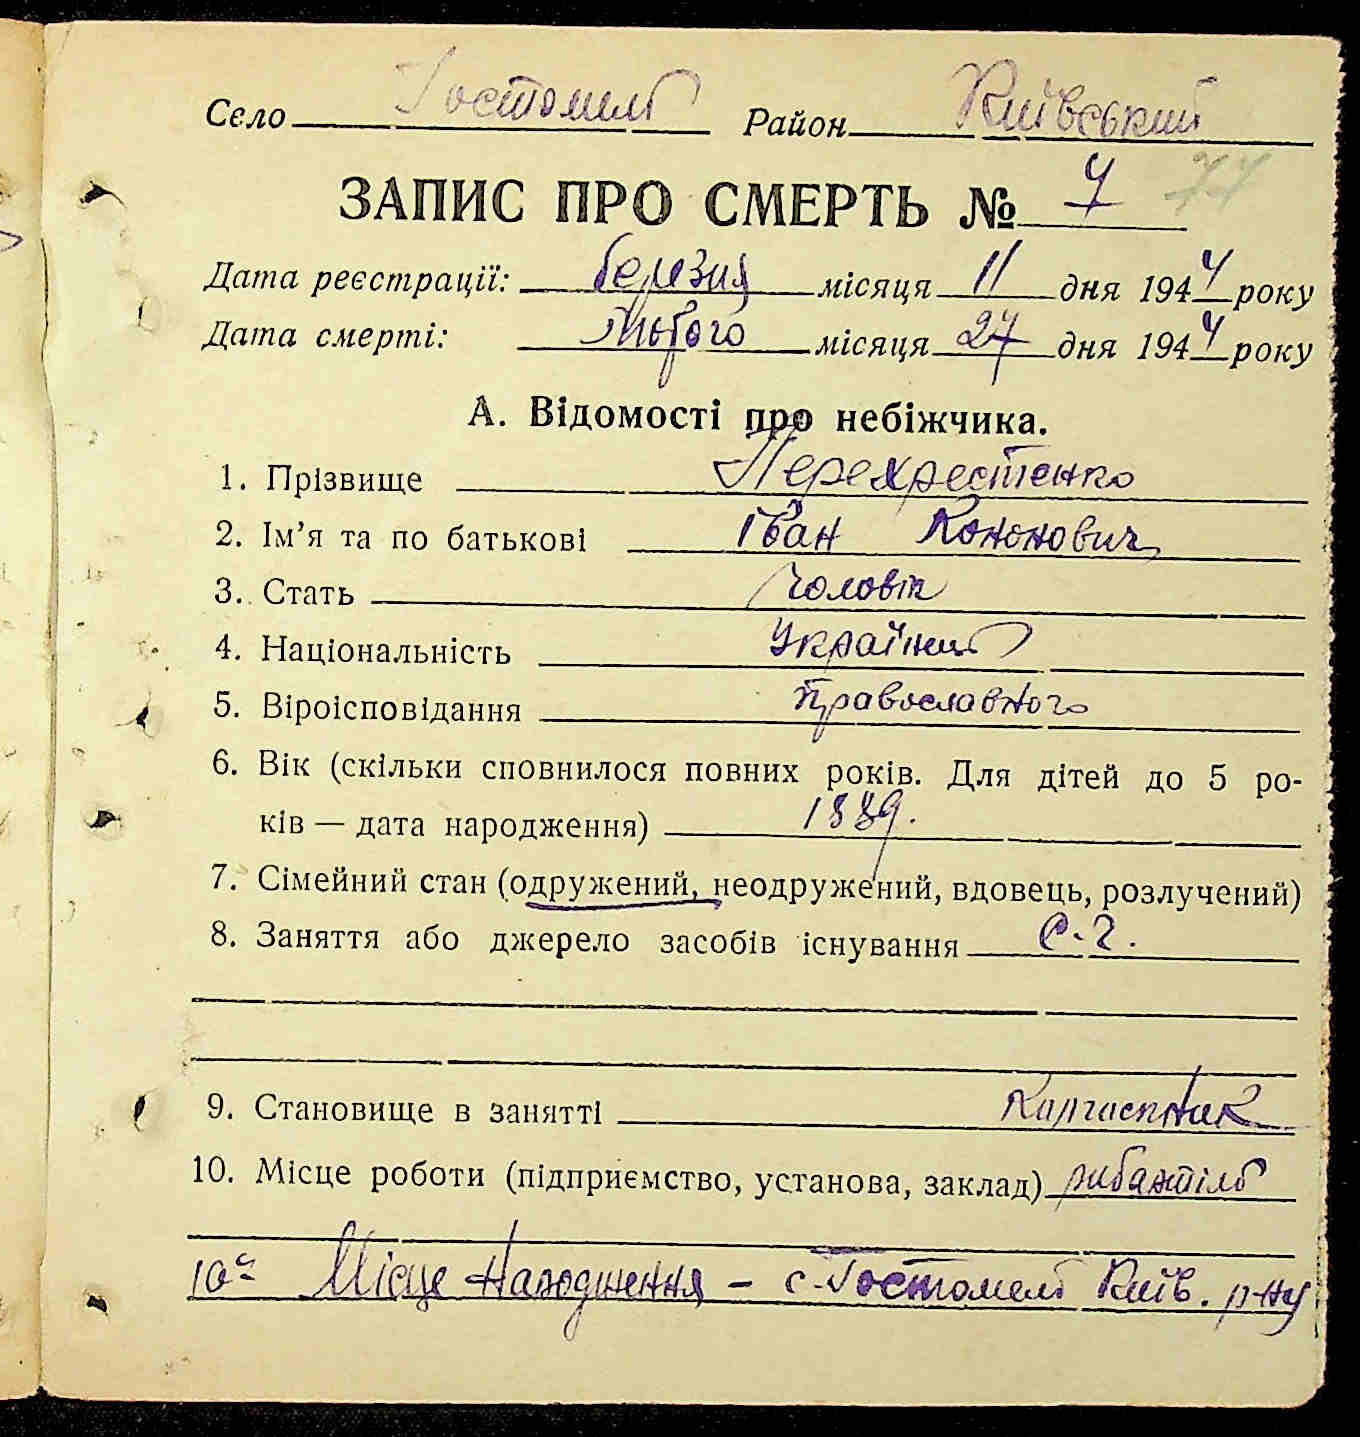 Село Гостомель Район Київський
ЗАПИС ПРО СМЕРТЬ № 7 77
Дата реєстрації: березня місяця 11 дня 1944 року
Дата смерті: лютого місяця 27 дня 1944 року
А. Відомості про небіжчика.
1. Прізвище Перехрестенко
2. Ім'я та по батькові Іван Кононович
3. Стать чоловік
4. Національність Українець
5. Віроісповідання православного
6. Вік (скільки сповнилося повних років. Для дітей до 5 ро-
ків — дата народження) 1889.
7. Сімейний стан (одружений, неодружений, вдовець, розлучений)
8. Заняття або джерело засобів існування с.г.
9. Становище в занятті
10. Місце роботи (підприємство, установа, заклад)
10а Місце народження - с. Гостомель Київ. р-ну